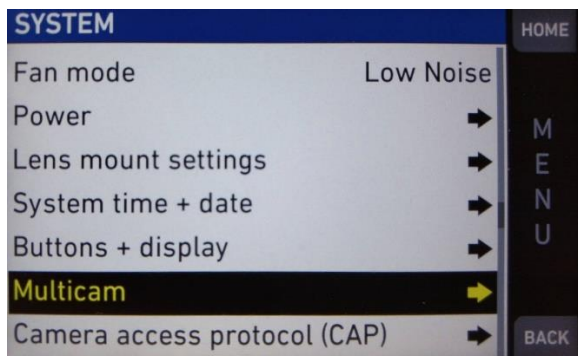 SYSTEM
HOME
Fan mode Low Noise
Power
Lens mount settings
System time + date
Buttons + display
Multicam
Camera access protocol (CAP)
MENU
BACK